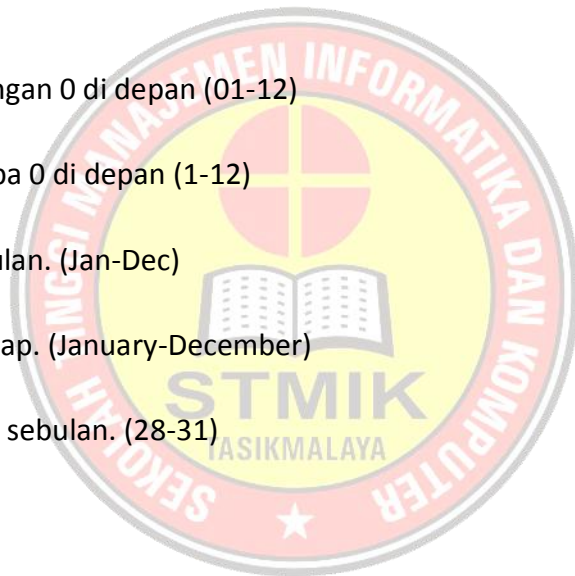 ngan 0 di depan (01-12)
pa 0 di depan (1-12)
ulan. (Jan-Dec)
ap. (January-December)
sebulan. (28-31)
SEKOLAH TINGGI MANAJEMEN INFORMATIKA DAN KOMPUTER
STMIK
TASIKMALAYA